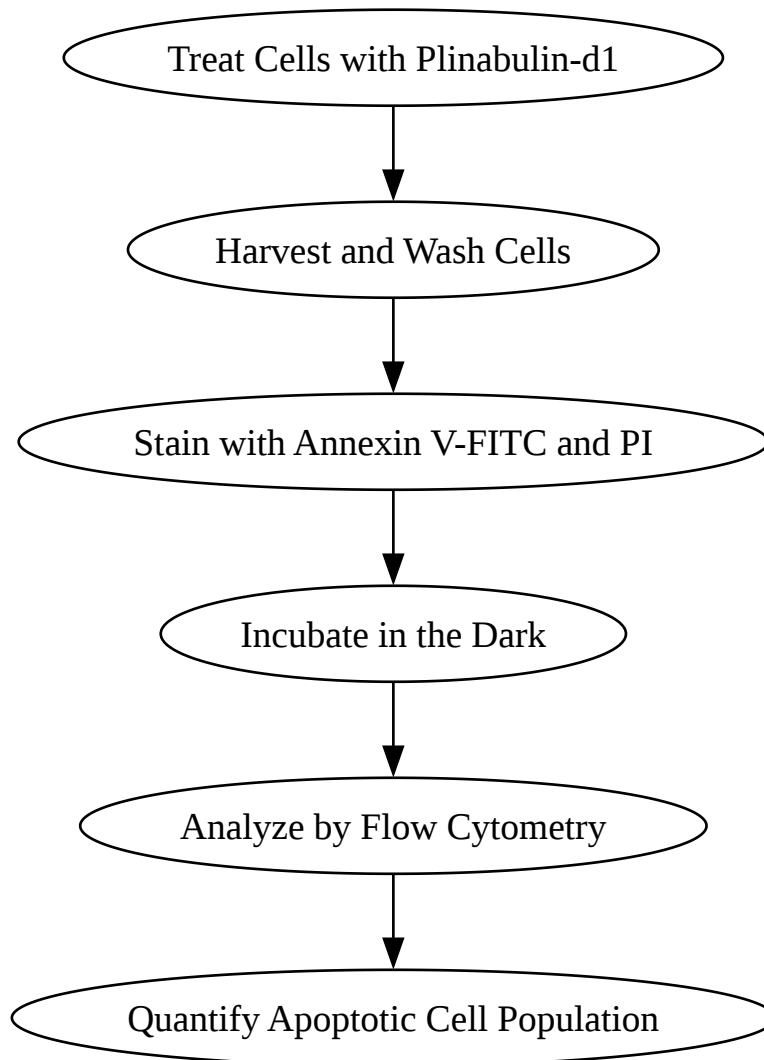 Treat Cells with Plinabulin-d1
Harvest and Wash Cells
Stain with Annexin V-FITC and PI
Incubate in the Dark
Analyze by Flow Cytometry
Quantify Apoptotic Cell Population